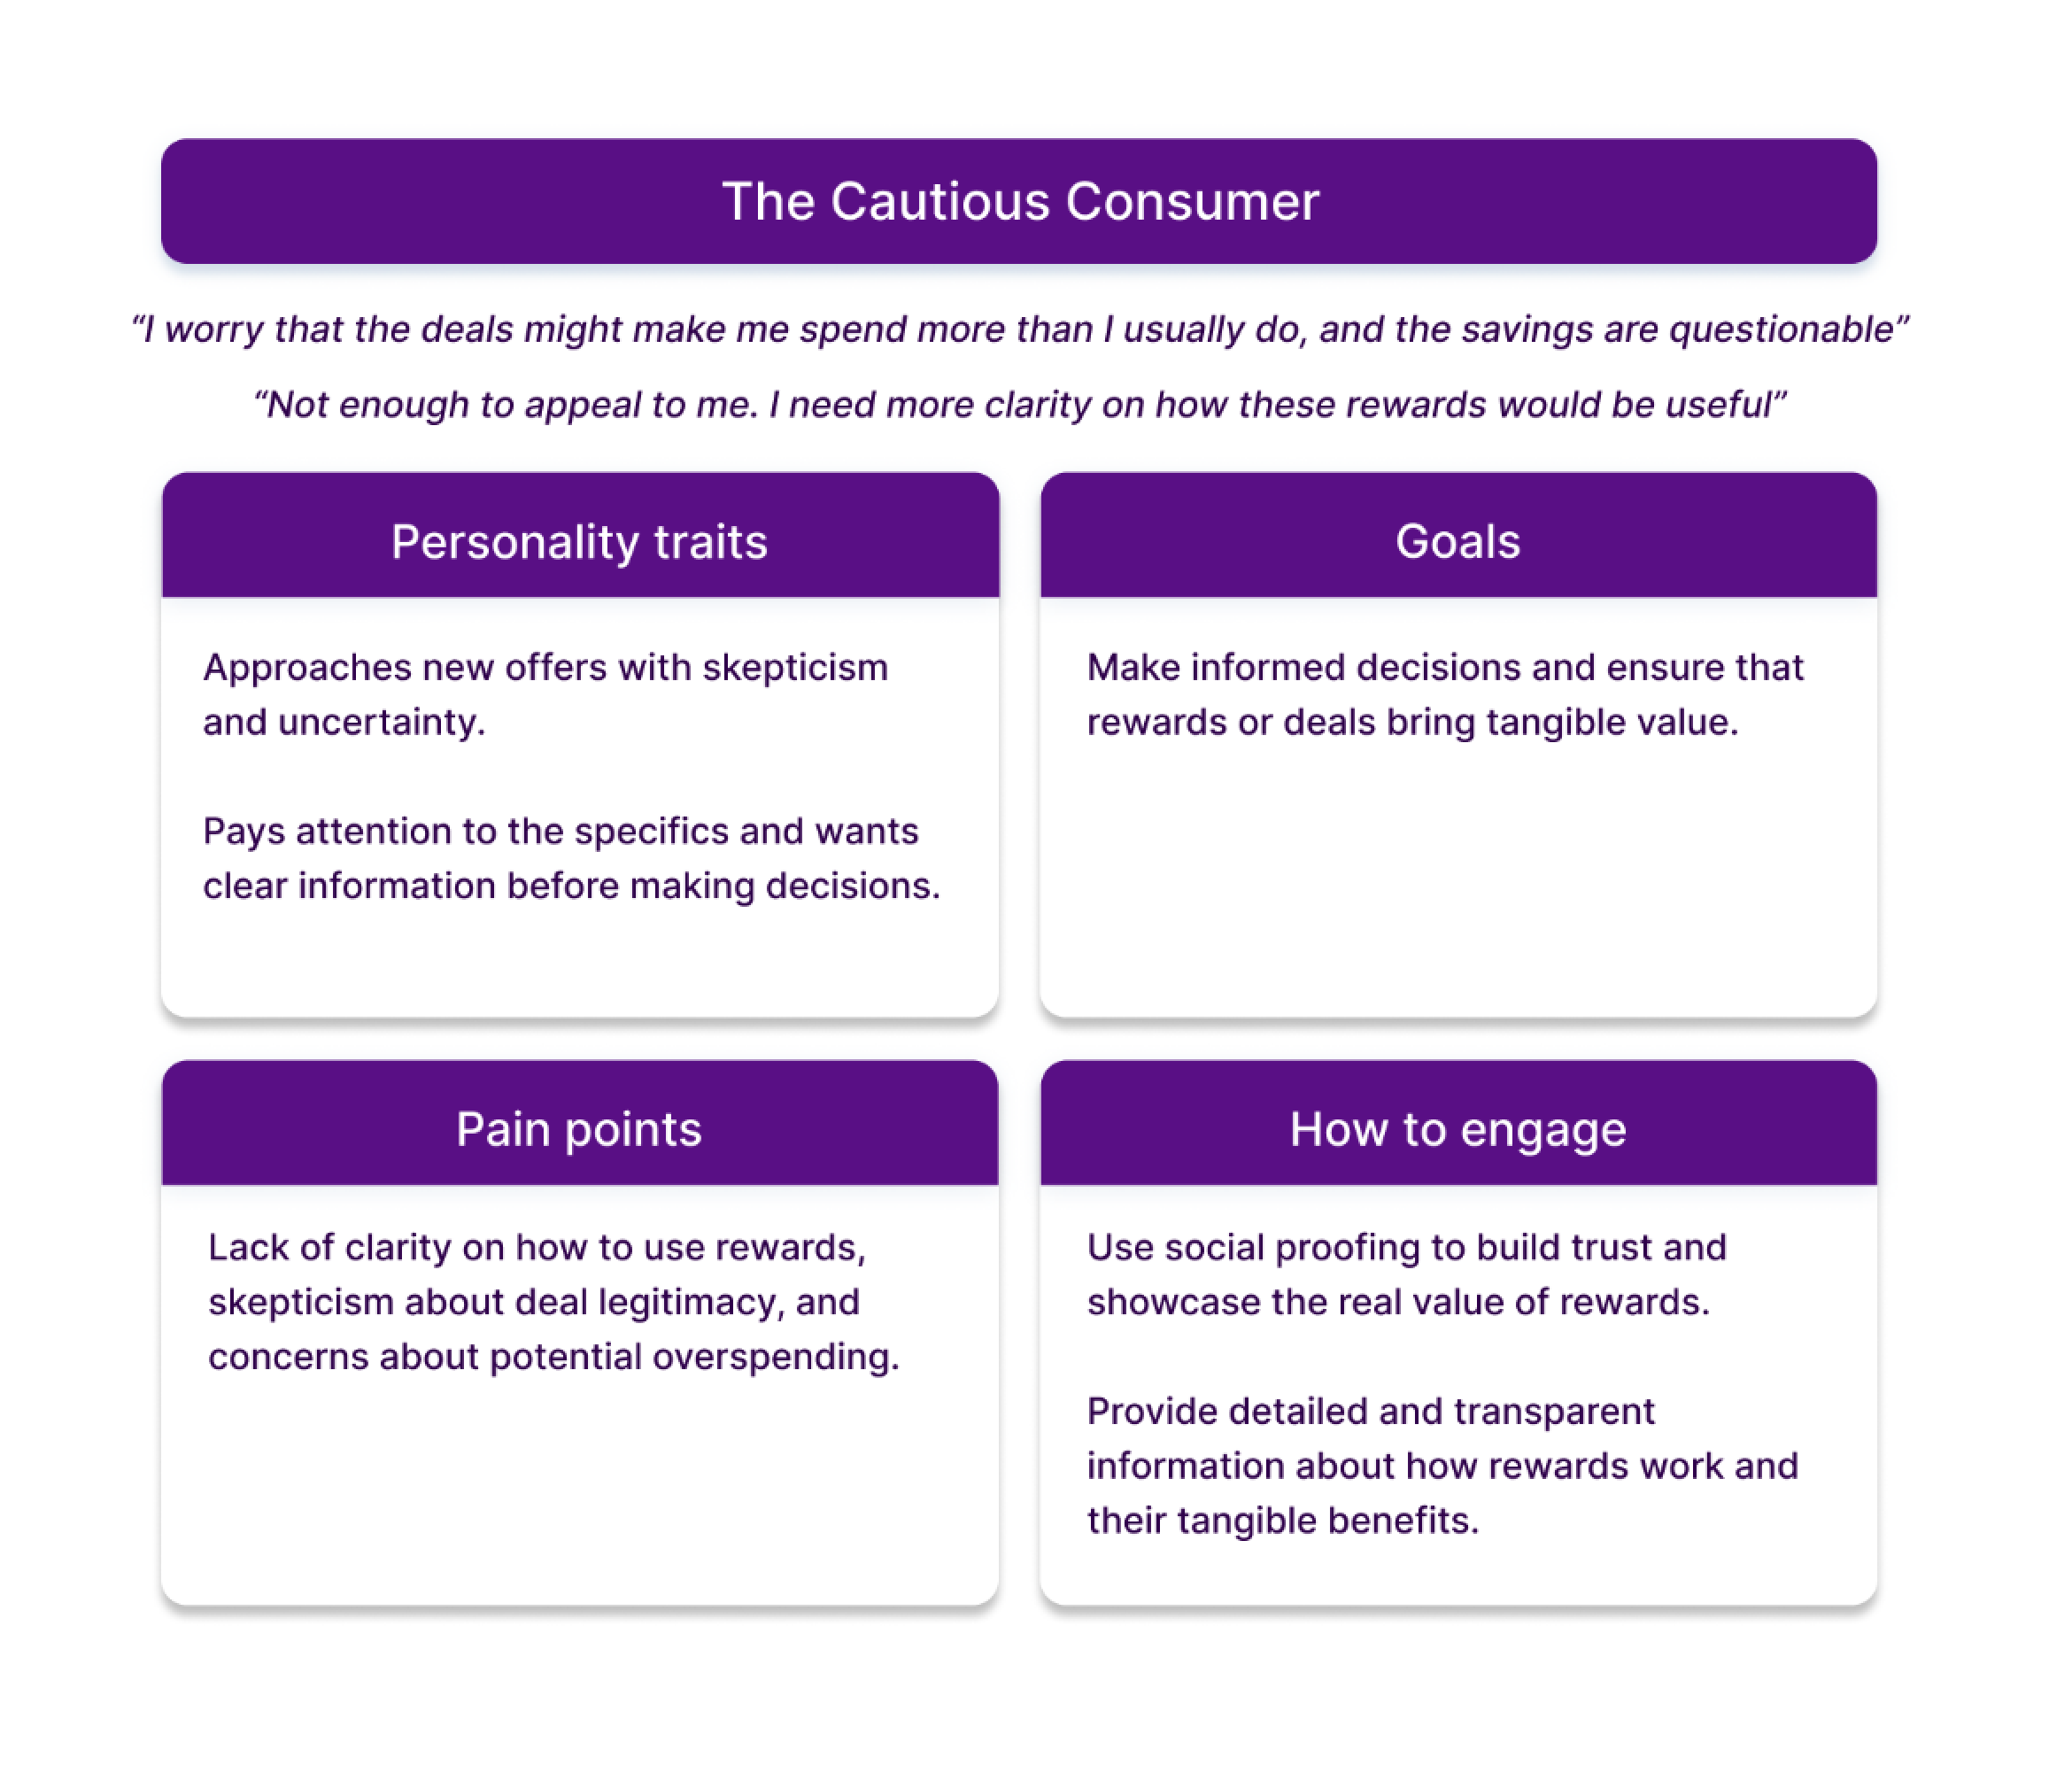 The Cautious Consumer
“I worry that the deals might make me spend more than I usually do, and the savings are questionable”
“Not enough to appeal to me. I need more clarity on how these rewards would be useful”
Personality traits
Approaches new offers with skepticism
and uncertainty.
Pays attention to the specifics and wants
clear information before making decisions.
Goals
Make informed decisions and ensure that
rewards or deals bring tangible value.
Pain points
Lack of clarity on how to use rewards,
skepticism about deal legitimacy, and
concerns about potential overspending.
How to engage
Use social proofing to build trust and
showcase the real value of rewards.
Provide detailed and transparent
information about how rewards work and
their tangible benefits.